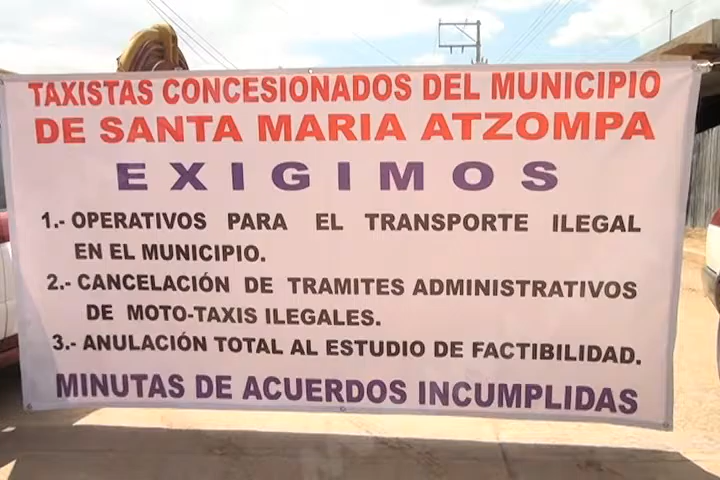 TAXISTAS CONCESIONADOS DEL MUNICIPIO
DE SANTA MARIA ATZOMPA
EXIGIMOS
1.- OPERATIVOS PARA EL TRANSPORTE ILEGAL
EN EL MUNICIPIO.
2.- CANCELACIÓN DE TRAMITES ADMINISTRATIVOS
DE MOTO-TAXIS ILEGALES.
3.- ANULACIÓN TOTAL AL ESTUDIO DE FACTIBILIDAD.
MINUTAS DE ACUERDOS INCUMPLIDAS